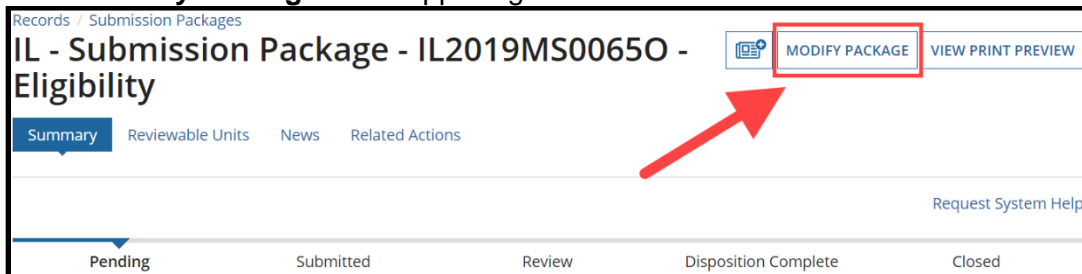 Records / Submission Packages
IL - Submission Package - IL2019MS0065O -
Eligibility
MODIFY PACKAGE
VIEW PRINT PREVIEW
Summary
Reviewable Units
News
Related Actions
Request System Help
Pending
Submitted
Review
Disposition Complete
Closed